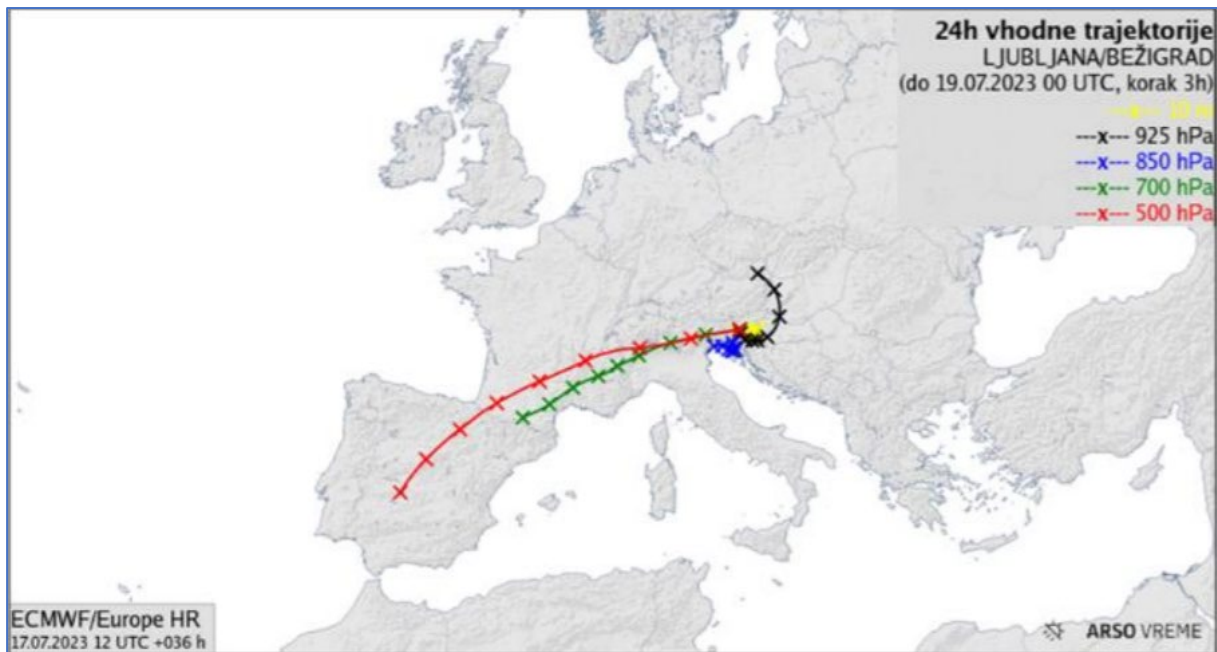 24h vhodne trajektorije
LJUBLJANA/BEŽIGRAD
(do 19.07.2023 00 UTC, korak 3h)
---x--- 10 m
---x--- 925 hPa
---x--- 850 hPa
---x--- 700 hPa
---x--- 500 hPa
ECMWF/Europe HR
17.07.2023 12 UTC +036 h
ARSO VREME